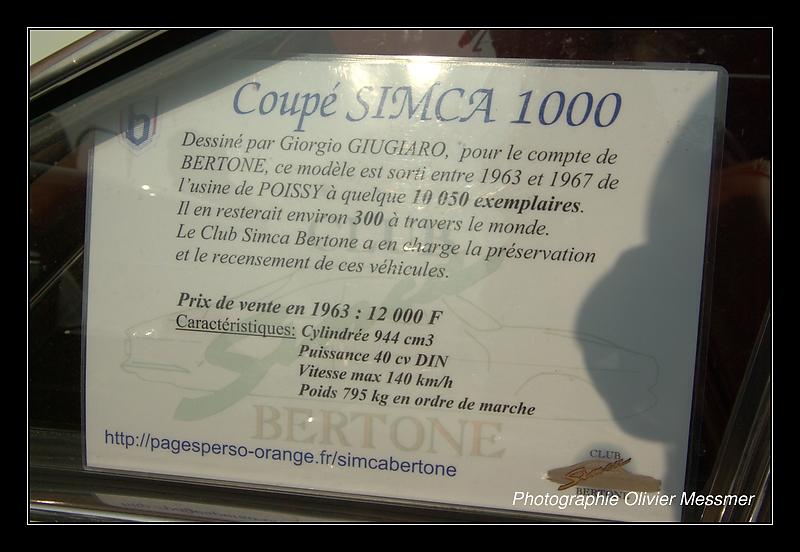 Coupé SIMCA 1000
b
Dessiné par Giorgio GIUGIARO, pour le compte de
BERTONE, ce modèle est sorti entre 1963 et 1967 de
l'usine de POISSY à quelque 10 050 exemplaires.
Il en resterait environ 300 à travers le monde.
Le Club Simca Bertone a en charge la préservation
et le recensement de ces véhicules.
Prix de vente en 1963 : 12 000 F
Caractéristiques: Cylindrée 944 cm3
Puissance 40 cv DIN
Vitesse max 140 km/h
Poids 795 kg en ordre de marche
BERTONE
http://pagesperso-orange.fr/simcabertone
CLUB
Simca
BERTONE
Photographie Olivier Messmer